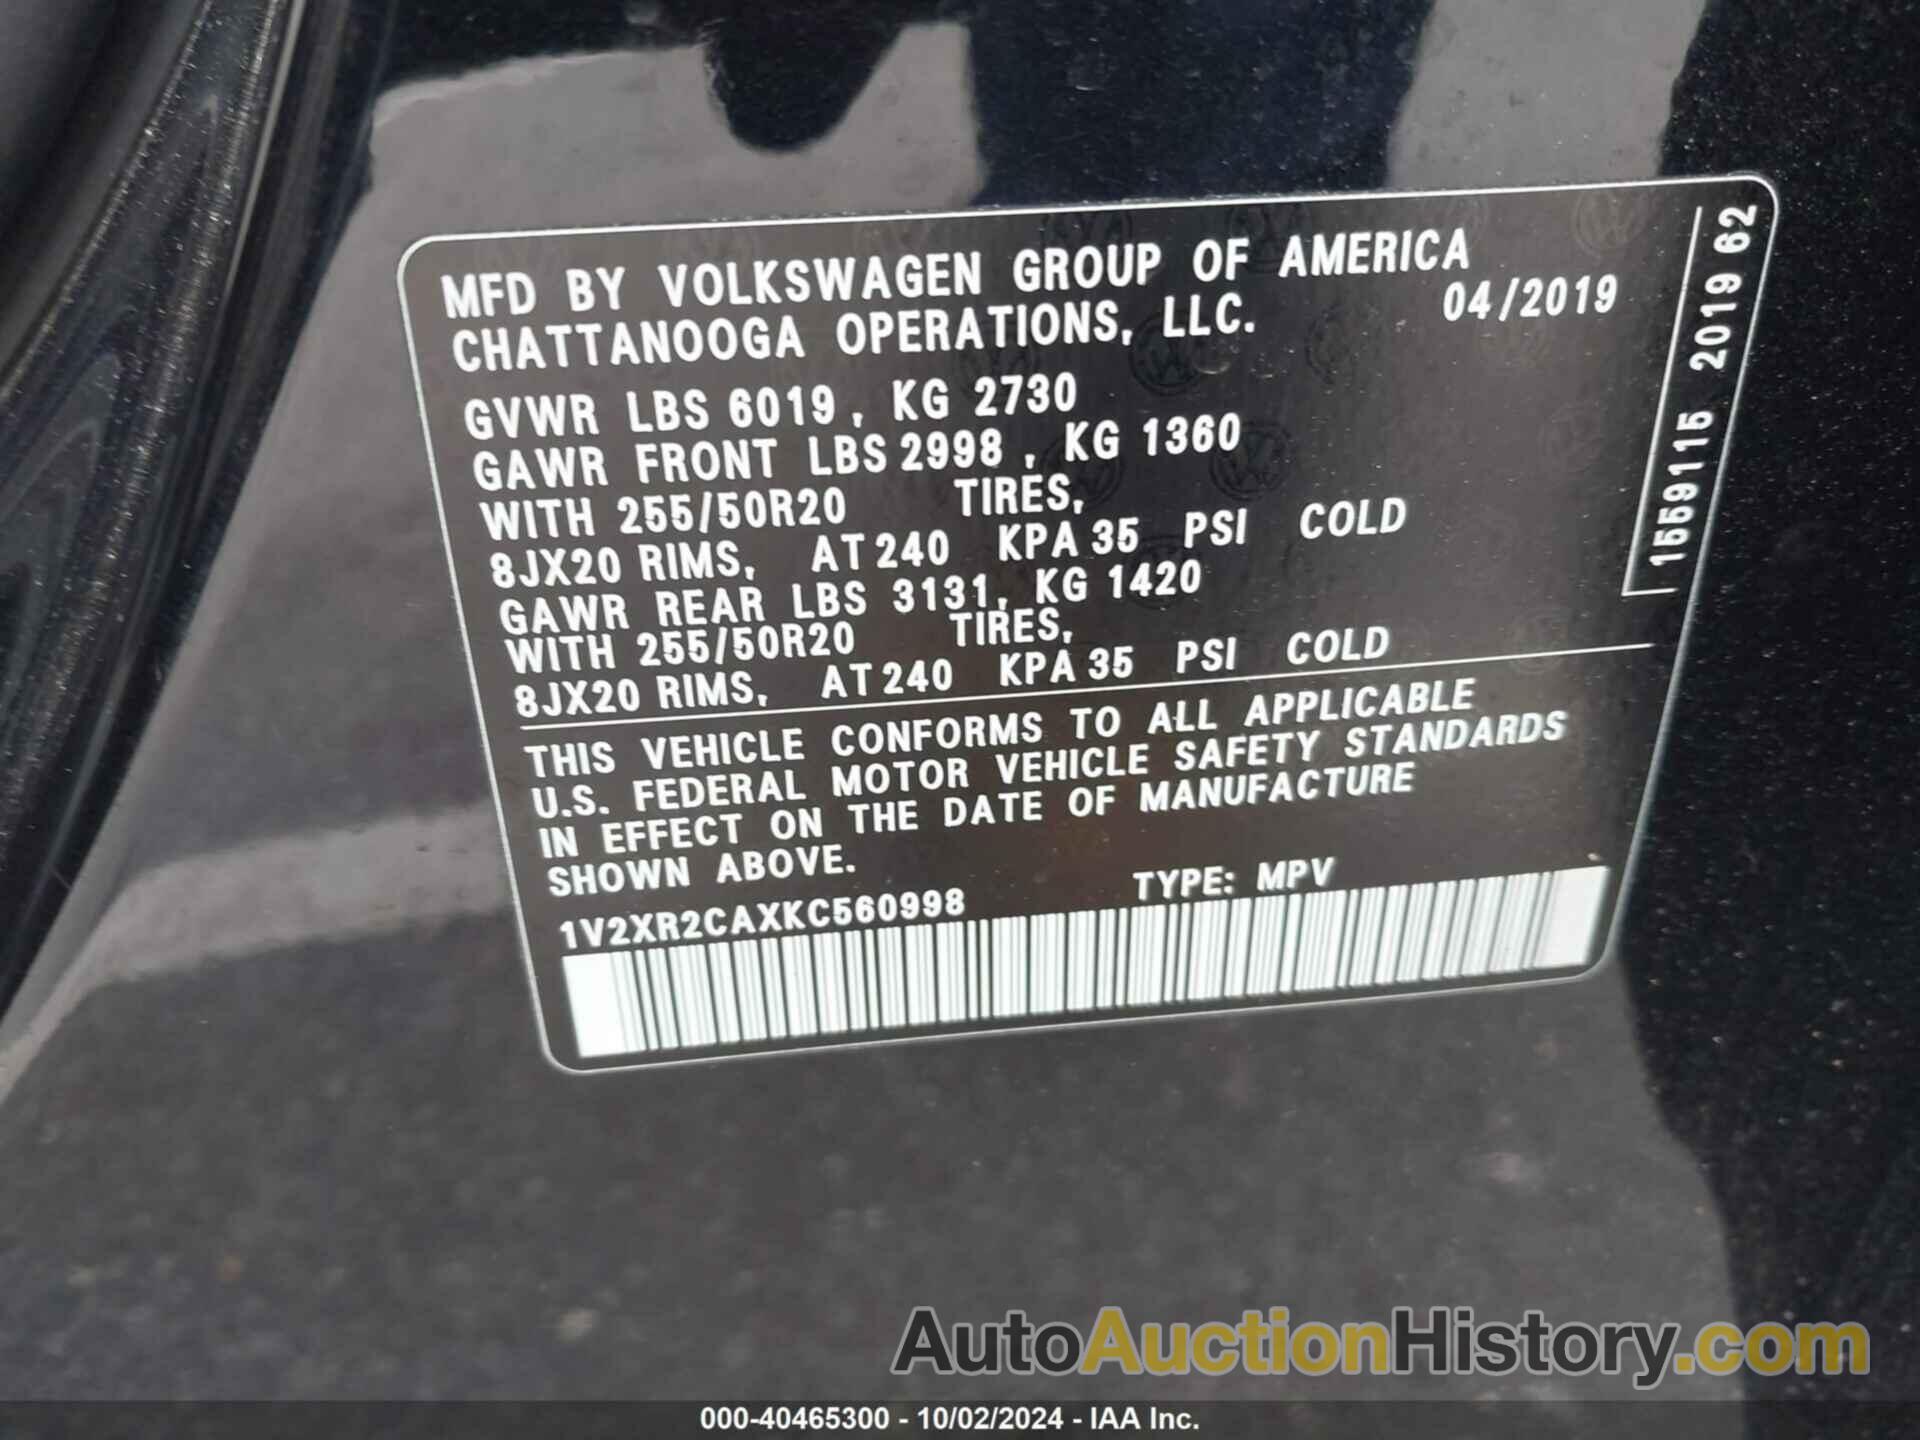 MFD BY VOLKSWAGEN GROUP OF AMERICA
CHATTANOOGA OPERATIONS, LLC. 04/2019
GVWR LBS 6019, KG 2730
GAWR FRONT LBS 2998, KG 1360
WITH 255/50R20 TIRES,
8JX20 RIMS, AT 240 KPA 35 PSI COLD
GAWR REAR LBS 3131, KG 1420
WITH 255/50R20 TIRES,
8JX20 RIMS, AT 240 KPA 35 PSI COLD
THIS VEHICLE CONFORMS TO ALL APPLICABLE
U.S. FEDERAL MOTOR VEHICLE SAFETY STANDARDS
IN EFFECT ON THE DATE OF MANUFACTURE
SHOWN ABOVE.
1V2XR2CAXKC560998 TYPE: MPV
1559115 2019 62
AutoAuctionHistory.com
000-40465300 - 10/02/2024 - IAA Inc.